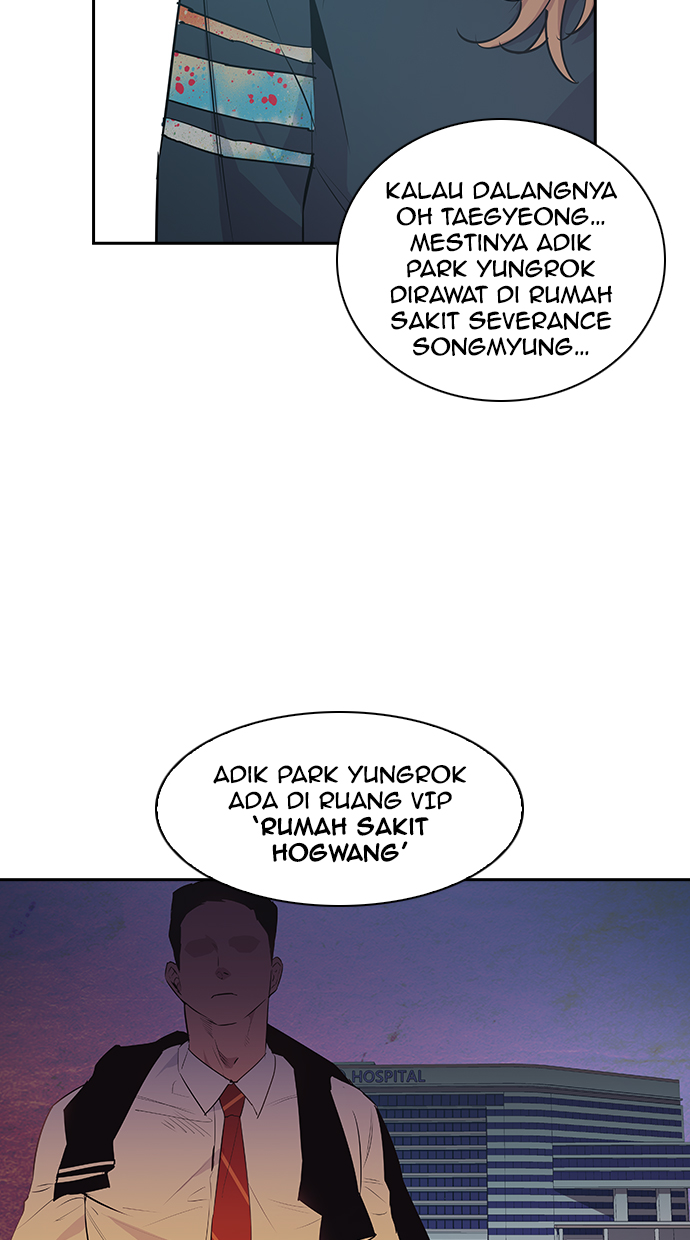 KALAU DALANGNYA
OH TAEGYEONG...
MESTINYA ADIK
PARK YUNGROK
DIRAWAT DI RUMAH
SAKIT SEVERANCE
SONGMYUNG...
ADIK PARK YUNGROK
ADA DI RUANG VIP
‘RUMAH SAKIT
HOGWANG’
HOSPITAL